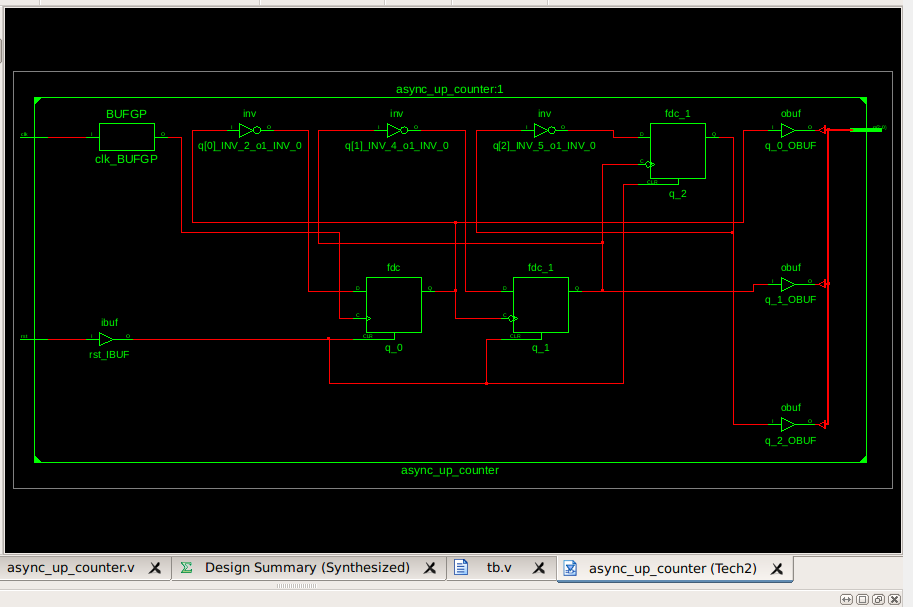 async_up_counter:1
BUFGP
inv
inv
inv
fdc_1
obuf
clk_BUFGP
q[0]_INV_2_o1_INV_0
q[1]_INV_4_o1_INV_0
q[2]_INV_5_o1_INV_0
q_0_OBUF
q_2
fdc
fdc_1
obuf
q_1_OBUF
ibuf
rst_IBUF
q_0
q_1
obuf
q_2_OBUF
async_up_counter
async_up_counter.v
Design Summary (Synthesized)
tb.v
async_up_counter (Tech2)